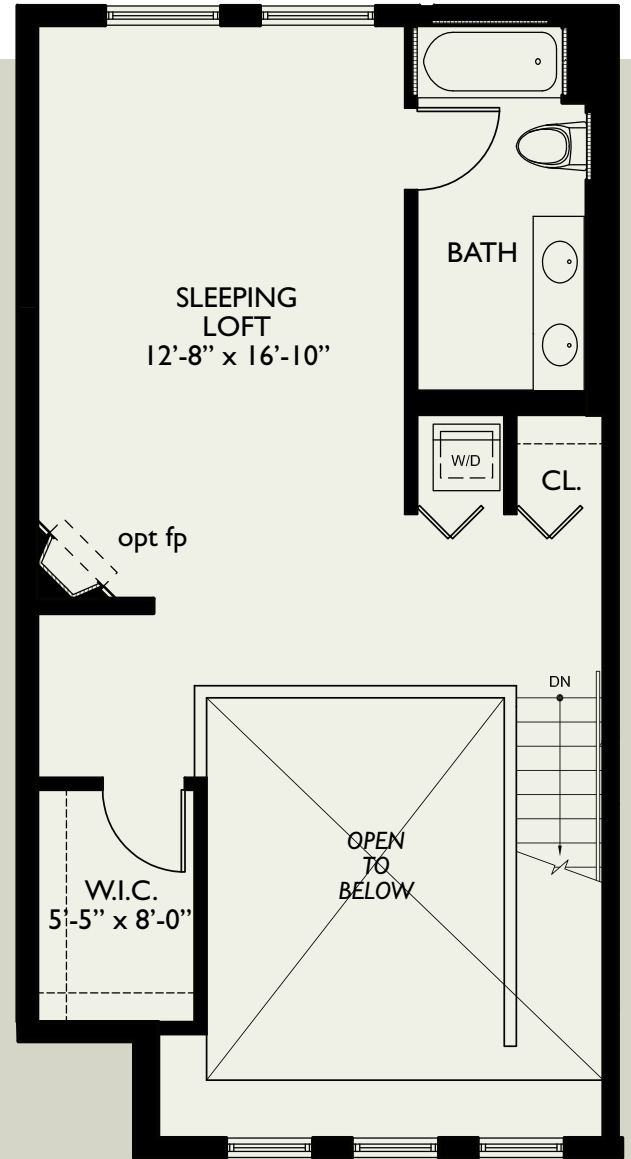 BATH
SLEEPING
LOFT
12’-8” x 16’-10”
W/D
CL.
opt fp
DN
OPEN
TO
BELOW
W.I.C.
5’-5” x 8’-0”